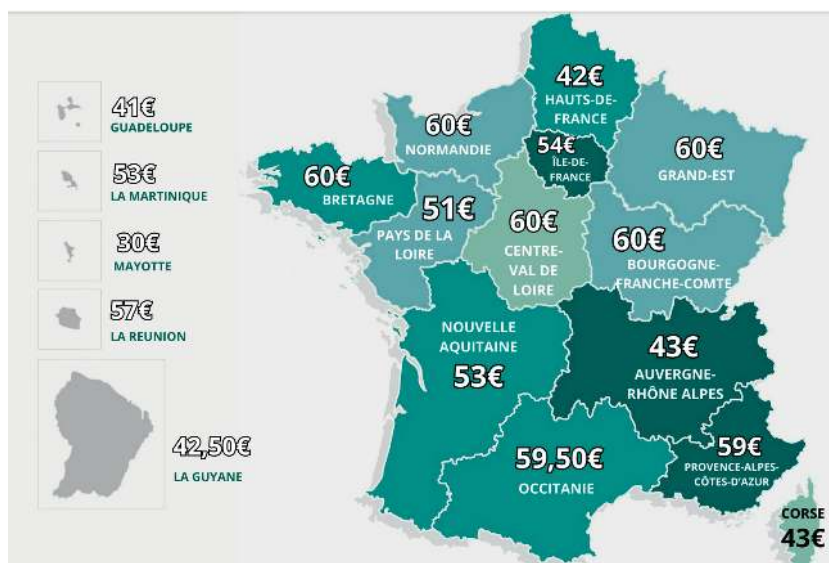 41€
GUADELOUPE
53€
LA MARTINIQUE
30€
MAYOTTE
57€
LA REUNION
42,50€
LA GUYANE
42€
HAUTS-DE-
FRANCE
60€
NORMANDIE
54€
ÎLE-DE-
FRANCE
60€
GRAND-EST
60€
BRETAGNE
51€
PAYS DE LA
LOIRE
60€
CENTRE-
VAL DE
LOIRE
60€
BOURGOGNE-
FRANCHE-COMTE
NOUVELLE
AQUITAINE
53€
43€
AUVERGNE-
RHÔNE ALPES
59,50€
OCCITANIE
59€
PROVENCE-ALPES-
CÔTES-D'AZUR
CORSE
43€